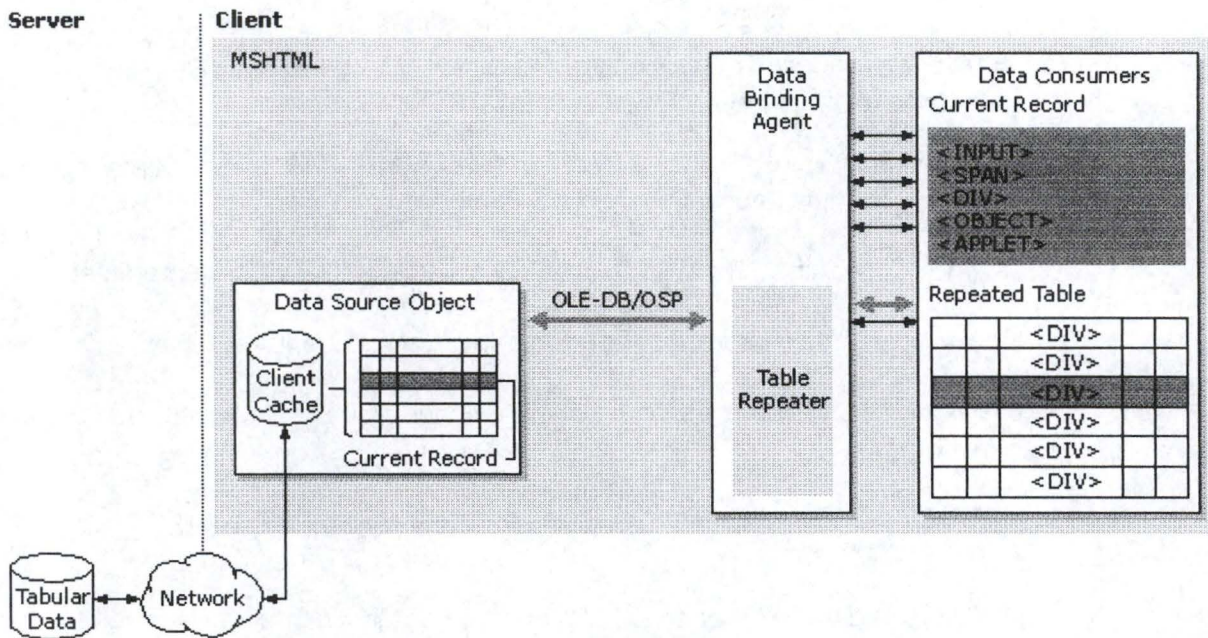 Server
Client
MSHTML
Data
Binding
Agent
Data Consumers
Current Record
<INPUT>
<SPAN>
<DIV>
<OBJECT>
<APPLET>
Data Source Object
OLE-DB/OSP
Repeated Table
Client
Cache
Current Record
Table
Repeater
<DIV>
<DIV>
<DIV>
<DIV>
<DIV>
<DIV>
Tabular
Data
Network